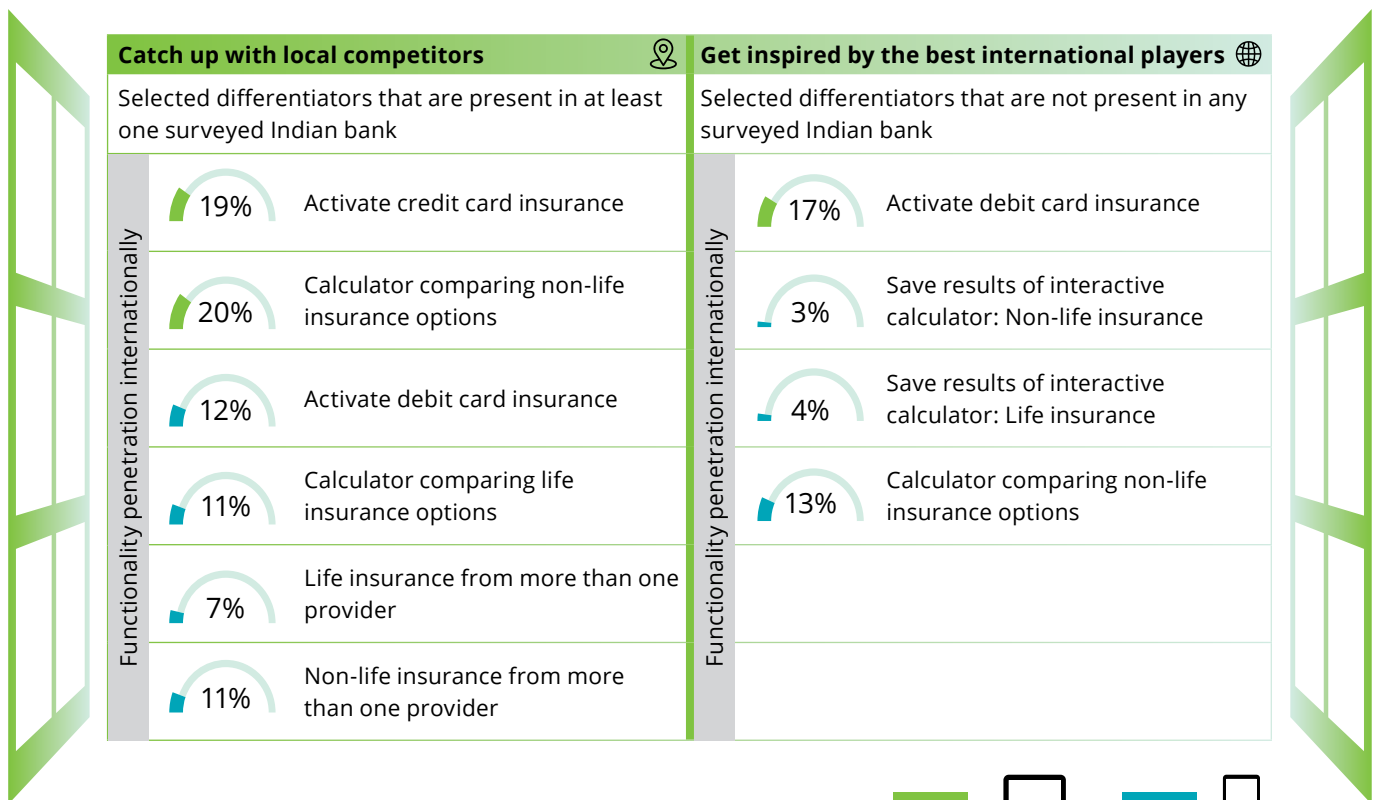 Catch up with local competitors
Selected differentiators that are present in at least
one surveyed Indian bank
Functionality penetration internationally
19%
Activate credit card insurance
20%
Calculator comparing non-life
insurance options
12%
Activate debit card insurance
11%
Calculator comparing life
insurance options
7%
Life insurance from more than one
provider
11%
Non-life insurance from more
than one provider
Get inspired by the best international players
Selected differentiators that are not present in any
surveyed Indian bank
Functionality penetration internationally
17%
Activate debit card insurance
3%
Save results of interactive
calculator: Non-life insurance
4%
Save results of interactive
calculator: Life insurance
13%
Calculator comparing non-life
insurance options